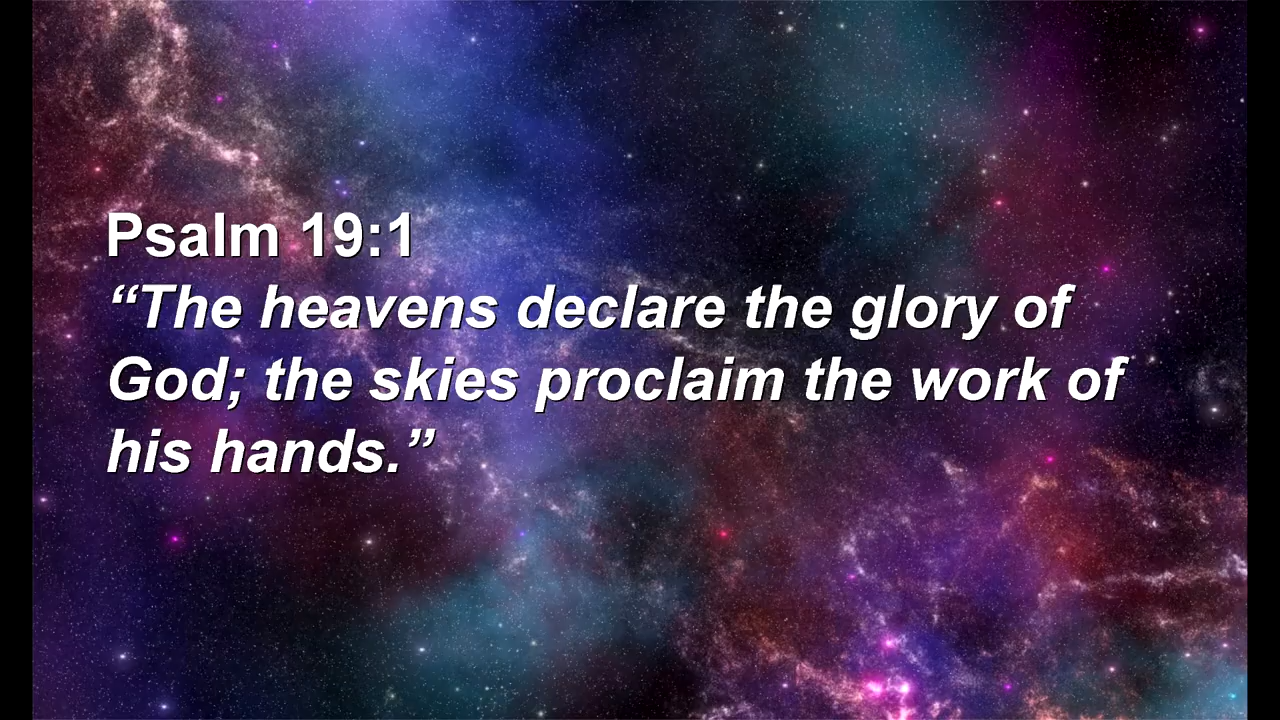 Psalm 19:1
“The heavens declare the glory of
God; the skies proclaim the work of
his hands.”